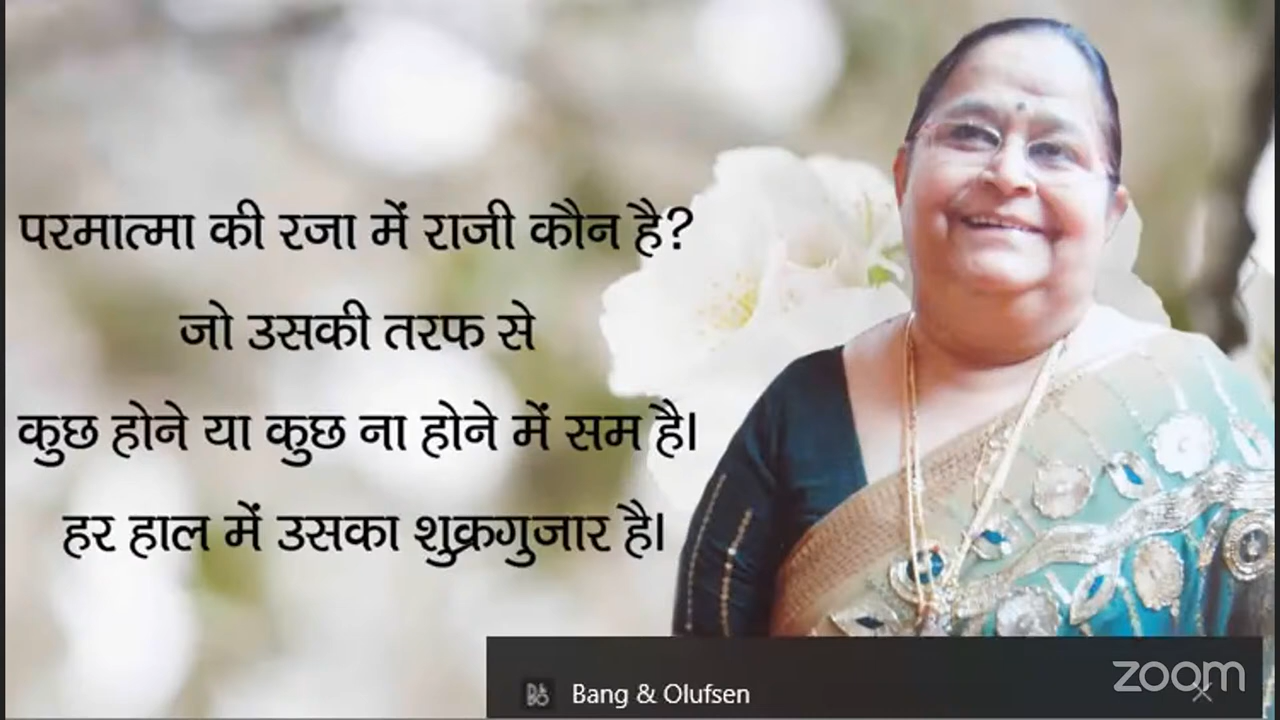 परमात्मा की रजा में राजी कौन है?
जो उसकी तरफ से
कुछ होने या कुछ ना होने में सम है।
हर हाल में उसका शुक्रगुजार है।
Bang & Olufsen
zoom